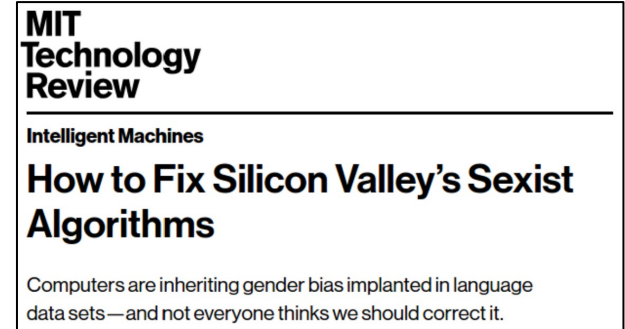 MIT
Technology
Review
Intelligent Machines
How to Fix Silicon Valley’s Sexist
Algorithms
Computers are inheriting gender bias implanted in language
data sets—and not everyone thinks we should correct it.